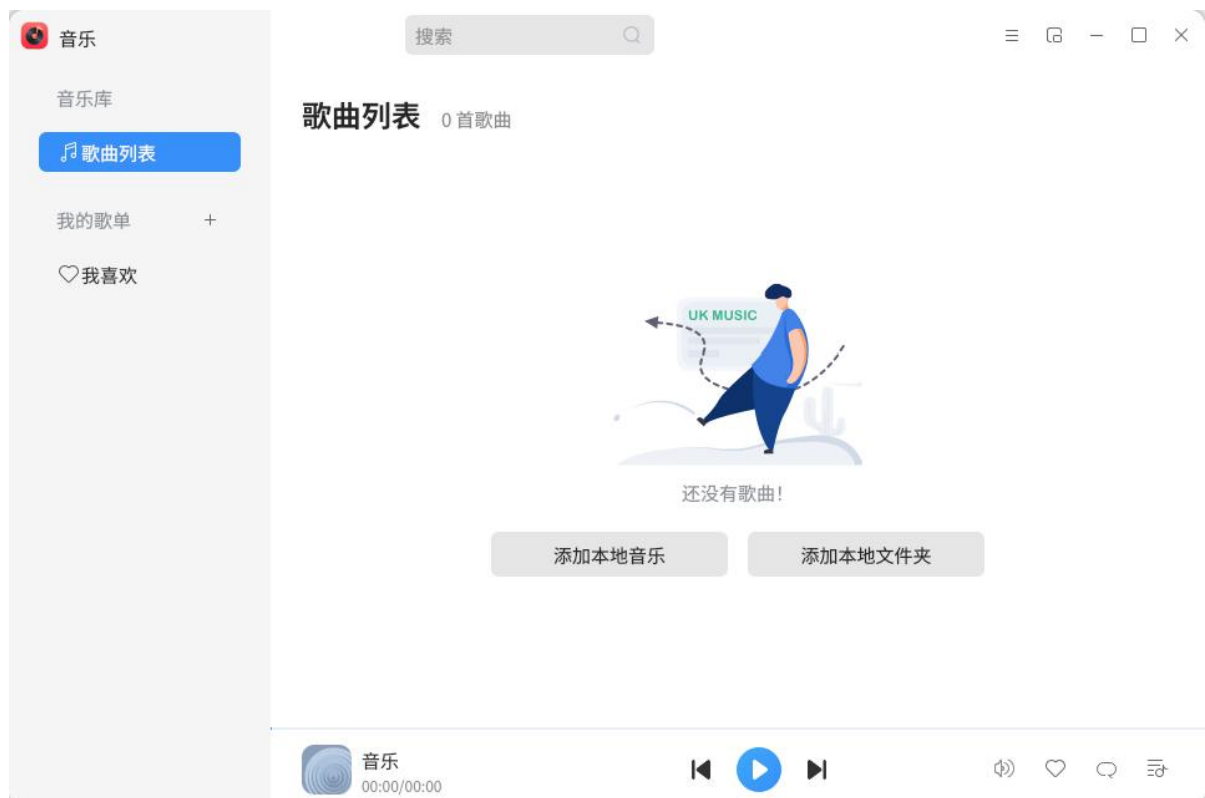 音乐
搜索
音乐库
歌曲列表
我的歌单
我喜欢
歌曲列表 0 首歌曲
UK MUSIC
还没有歌曲!
添加本地音乐
添加本地文件夹
音乐
00:00/00:00